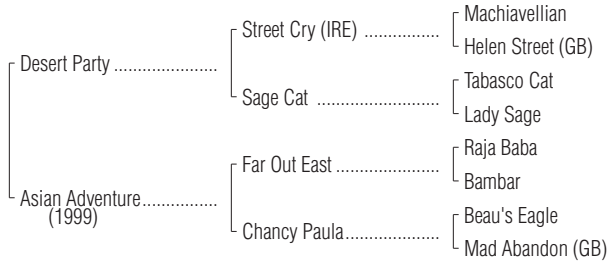 Machiavellian
Street Cry (IRE) ................
Helen Street (GB)
Desert Party ......................
Tabasco Cat
Sage Cat ..........................
Lady Sage
Raja Baba
Far Out East ......................
Bambar
Asian Adventure................
(1999)
Beau's Eagle
Chancy Paula....................
Mad Abandon (GB)